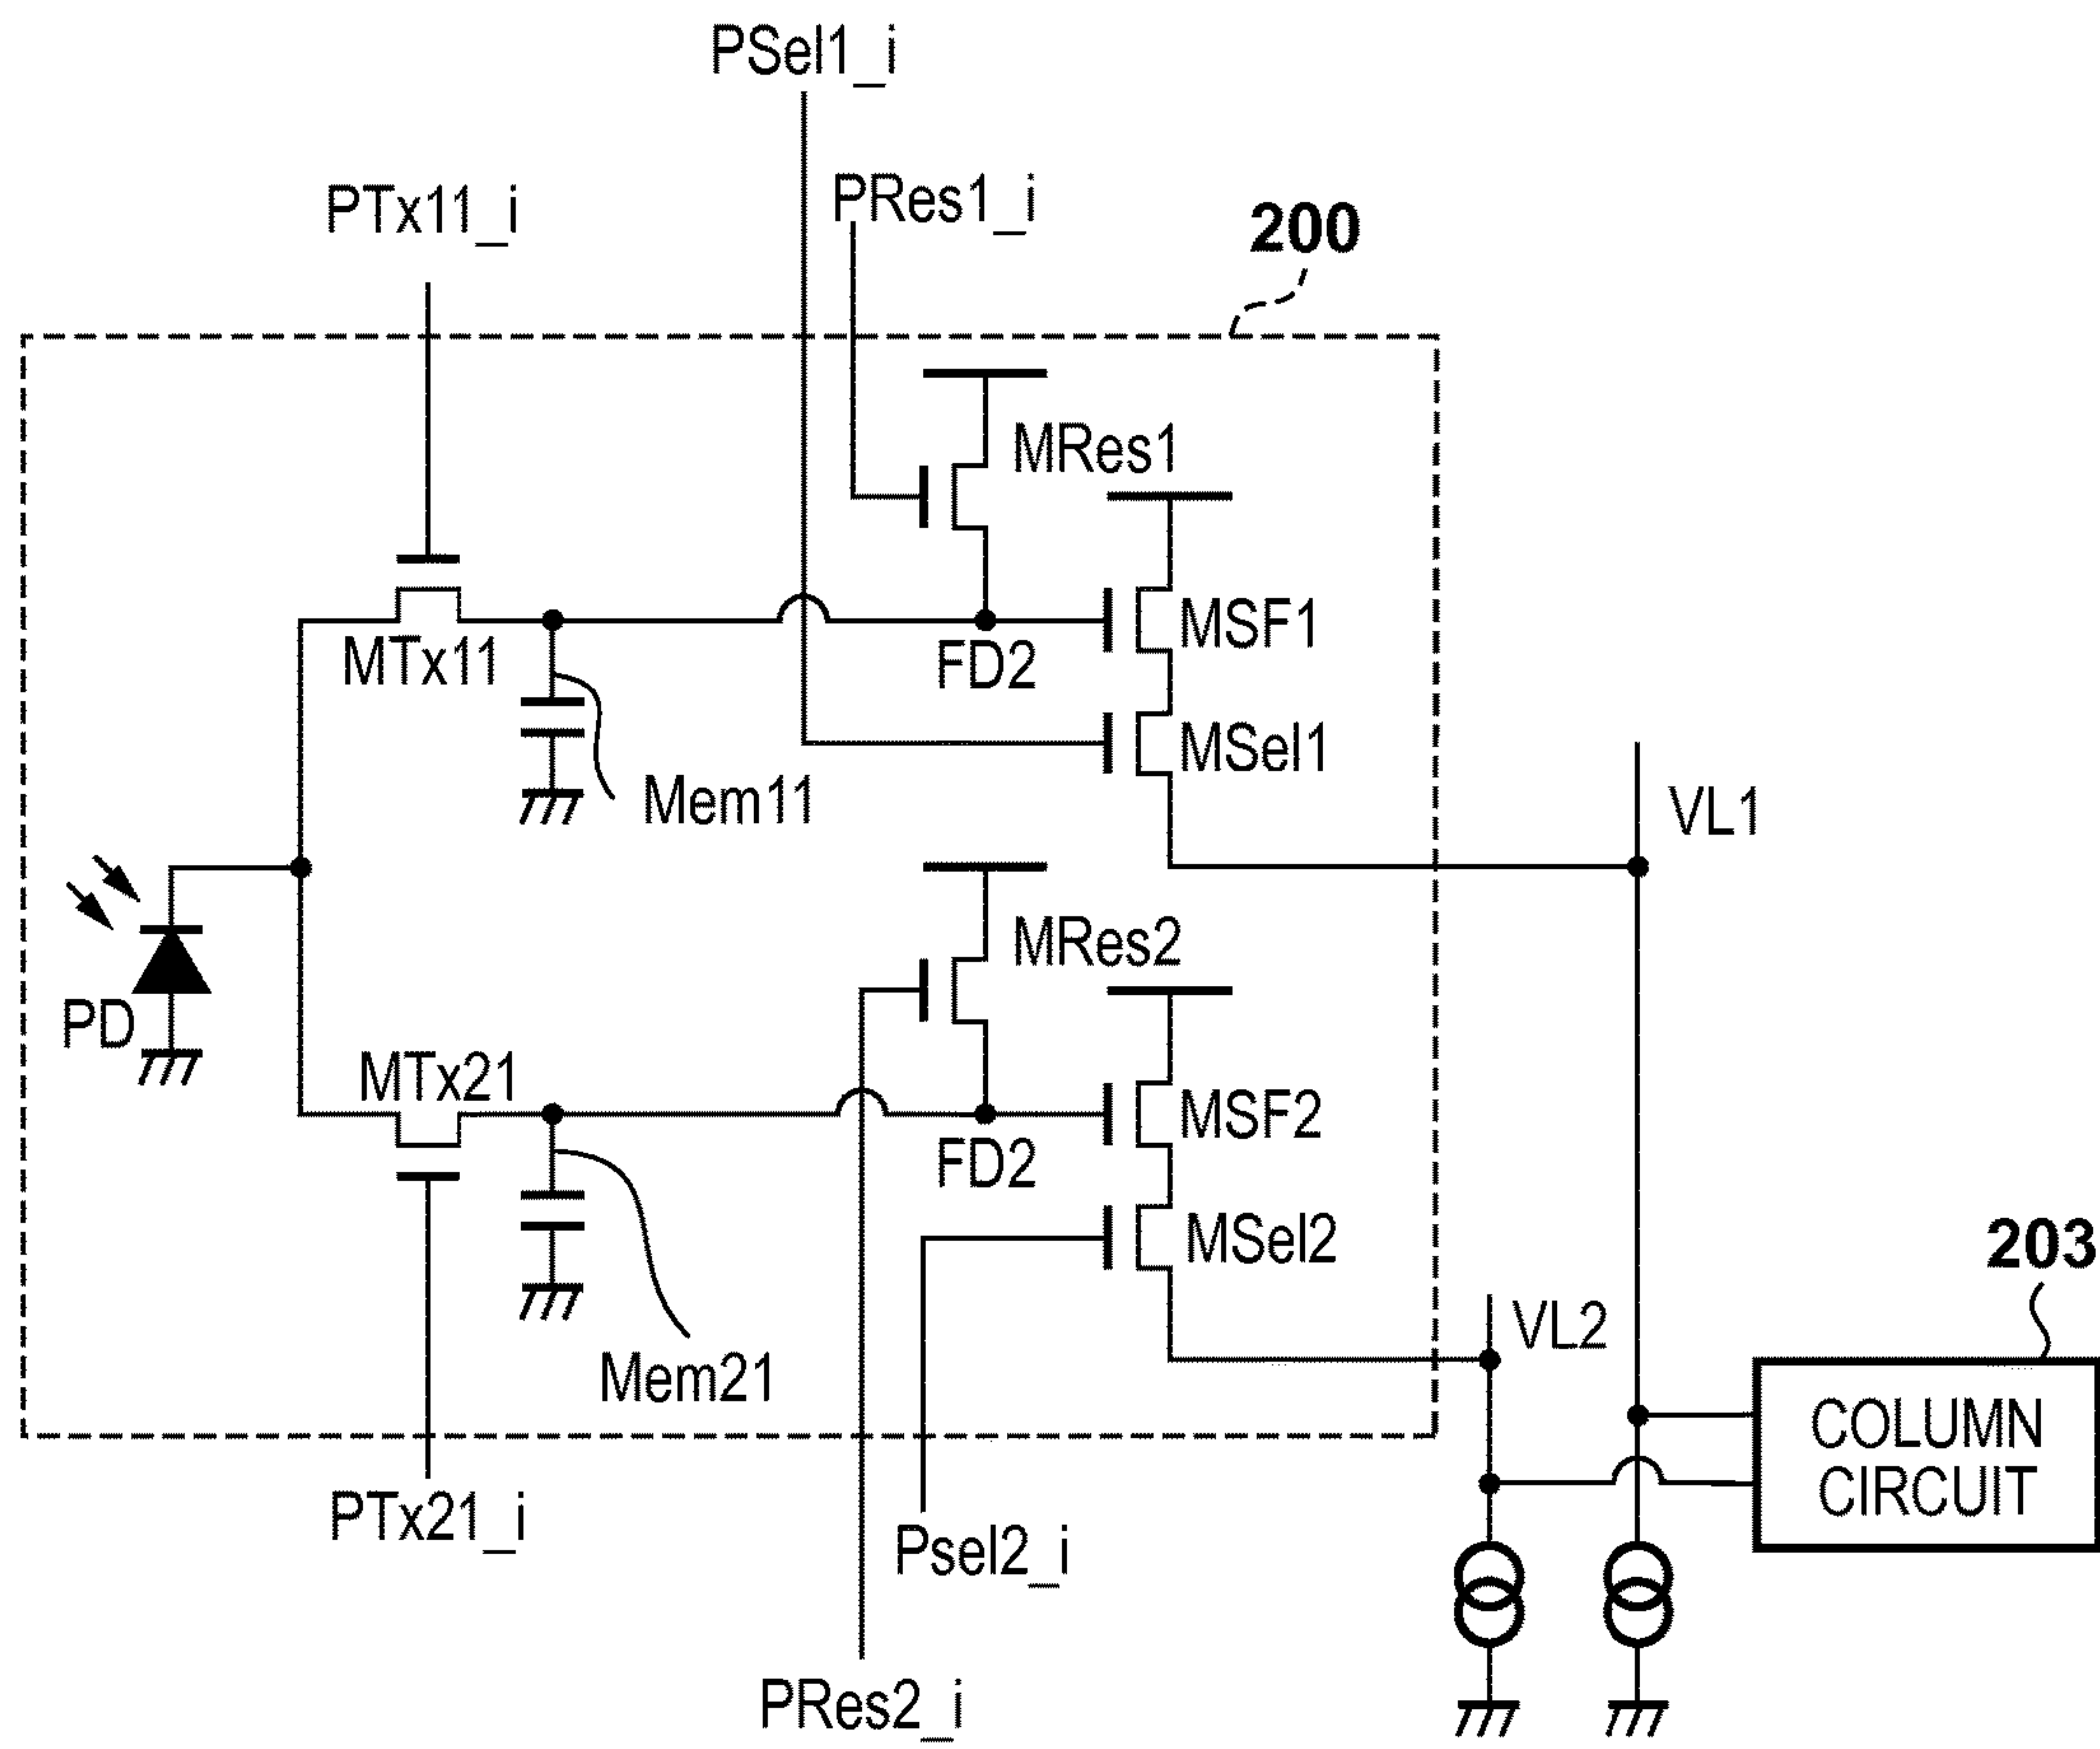 PSel1_i
PTx11_i
PRes1_i
200
MRes1
MSF1
MTx11
FD2
MSel1
Mem11
VL1
MRes2
PD
MTx21
MSF2
FD2
MSel2
203
VL2
Mem21
COLUMN
CIRCUIT
PTx21_i
Psel2_i
PRes2_i